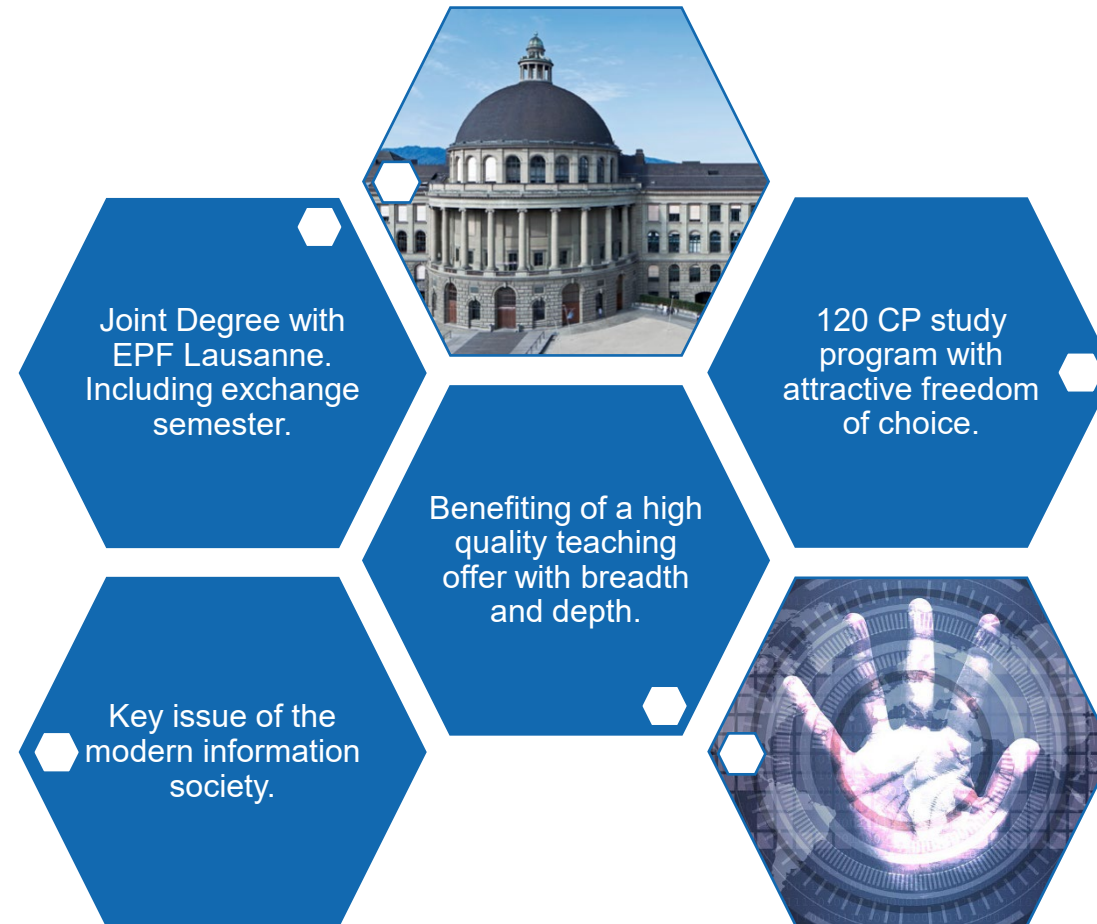 Joint Degree with
EPF Lausanne.
Including exchange
semester.
120 CP study
program with
attractive freedom
of choice.
Benefiting of a high
quality teaching
offer with breadth
and depth.
Key issue of the
modern information
society.